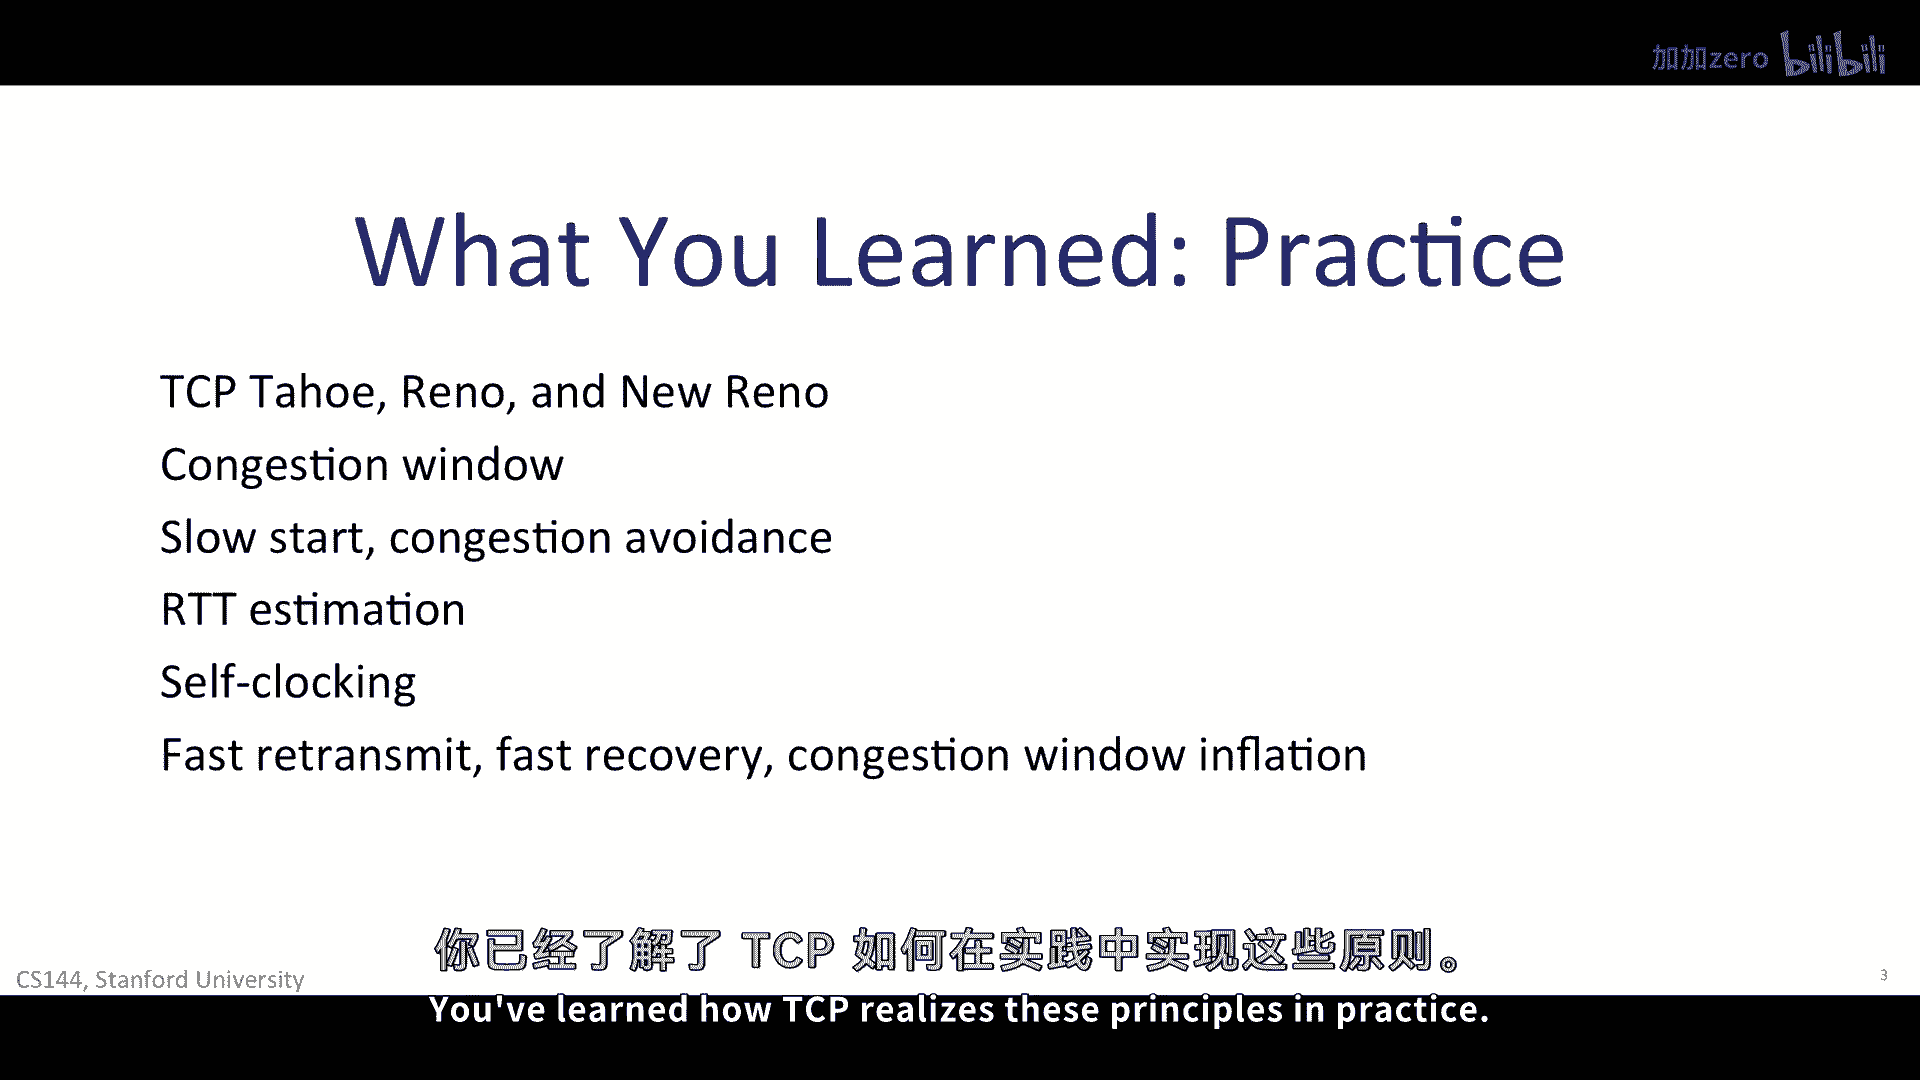 加加zero bilibili
What You Learned: Practice
TCP Tahoe, Reno, and New Reno
Congestion window
Slow start, congestion avoidance
RTT estimation
Self-clocking
Fast retransmit, fast recovery, congestion window inflation
你已经了解了 TCP 如何在实践中实现这些原则。
CS144, Stanford University
3
You've learned how TCP realizes these principles in practice.